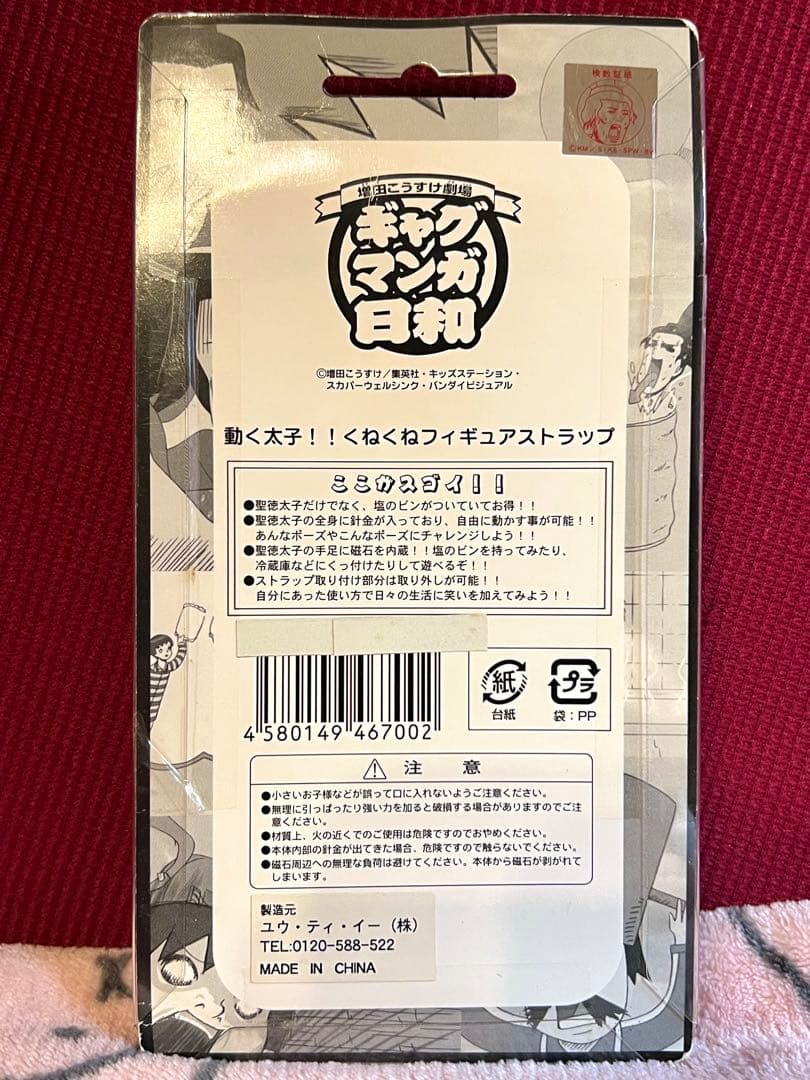 検数証紙
増田こうすけ劇場
ギャグ
マンガ
日和
©増田こうすけ／集英社・キッズステーション・
スカパーウェルシンク・バンダイビジュアル
動く太子！！くねくねフィギュアストラップ
ここがスゴイ！！
●聖徳太子だけでなく、塩のビンがついていてお得！！
●聖徳太子の全身に針金が入っており、自由に動かす事が可能！！
あんなポーズやこんなポーズにチャレンジしよう！！
●聖徳太子の手足に磁石を内蔵！！塩のビンを持ってみたり、
冷蔵庫などにくっ付けたりして遊べるぞ！！
●ストラップ取り付け部分は取り外しが可能！！
自分にあった使い方で日々の生活に笑いを加えてみよう！！
4 580149 467002
紙
台紙
プラ
袋：PP
注 意
●小さいお子様などが誤って口に入れないようご注意ください。
●無理に引っぱったり強い力を加ると破損する場合がありますのでご注
意ください。
●材質上、火の近くでのご使用は危険ですのでおやめください。
●本体内部の針金が出てきた場合、危険ですので触らないでください。
●磁石周辺への無理な負荷は避けてください。本体から磁石が剥がれて
しまいます。
製造元
ユウ・ティ・イー（株）
TEL:0120-588-522
MADE IN CHINA